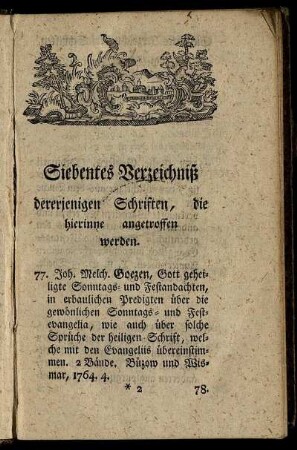 Siebentes Verzeichniß
dererjenigen Schriften, die
hierinne angetroffen
werden.
77. Joh. Melch. Goezen, Gott gehei-
ligte Sonntags- und Festandachten,
in erbaulichen Predigten über die
gewönlichen Sonntags- und Fest-
evangelia, wie auch über solche
Sprüche der heiligen Schrift, wel-
che mit den Evangeliis übereinstim-
men. 2 Bände. Büzow und Wis-
mar, 1764. 4.
* 2 78.